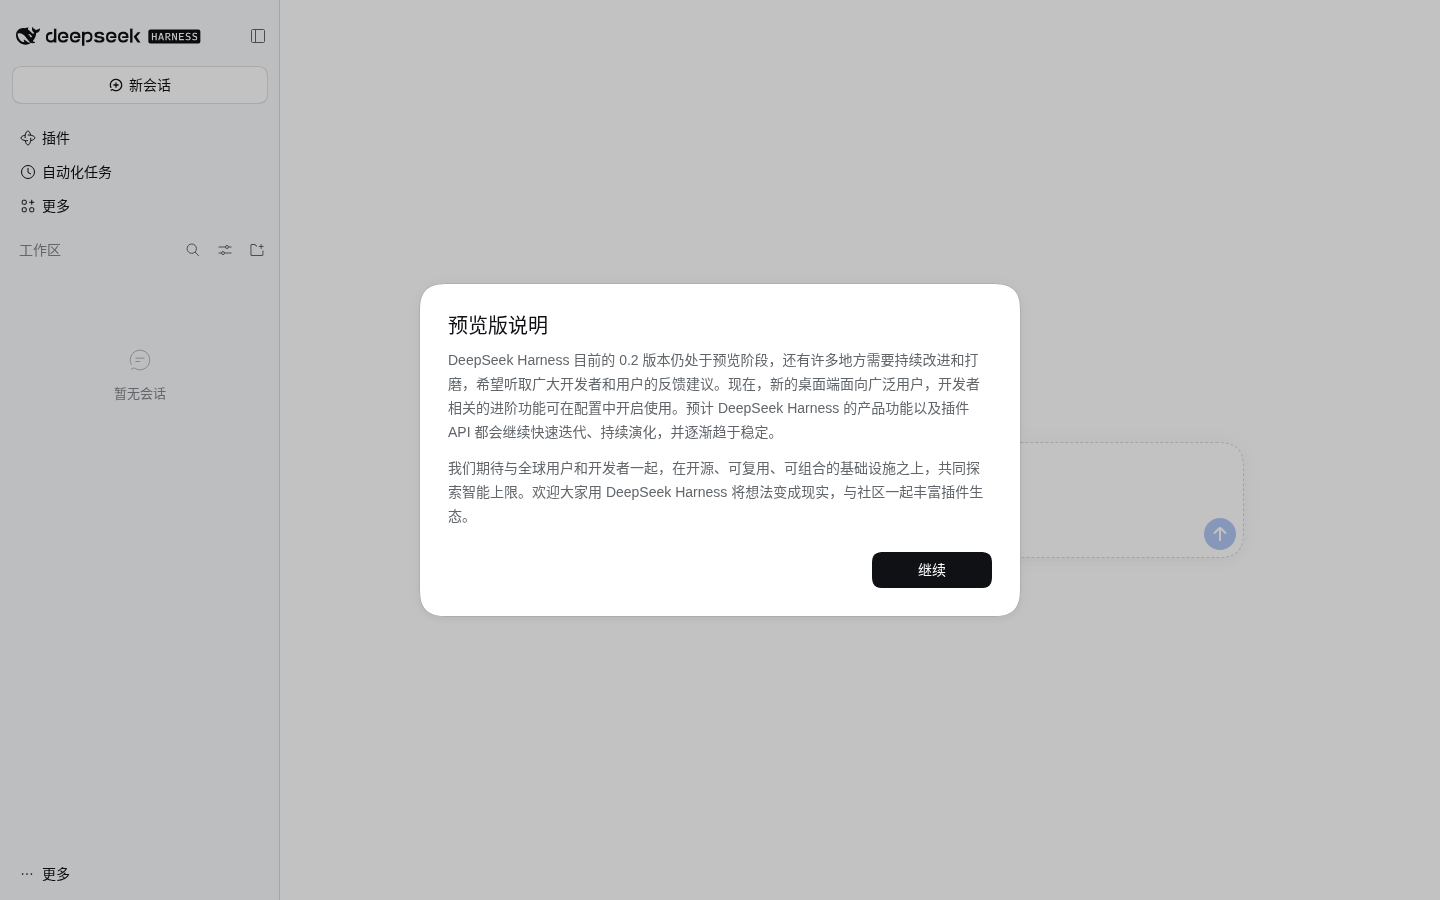 deepseek HARNESS
新会话
插件
自动化任务
更多
工作区
暂无会话
更多
预览版说明
DeepSeek Harness 目前的 0.2 版本仍处于预览阶段，还有许多地方需要持续改进和打
磨，希望听取广大开发者和用户的反馈建议。现在，新的桌面端面向广泛用户，开发者
相关的进阶功能可在配置中开启使用。预计 DeepSeek Harness 的产品功能以及插件
API 都会继续快速迭代、持续演化，并逐渐趋于稳定。
我们期待与全球用户和开发者一起，在开源、可复用、可组合的基础设施之上，共同探
索智能上限。欢迎大家用 DeepSeek Harness 将想法变成现实，与社区一起丰富插件生
态。
继续